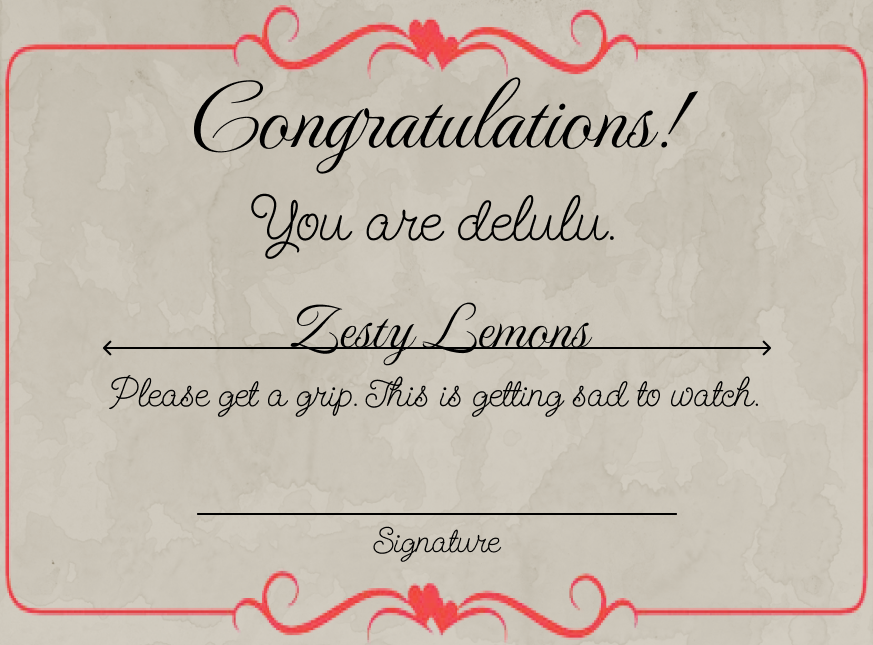 Congratulations!
You are delulu.
Zesty Lemons
Please get a grip. This is getting sad to watch.
Signature